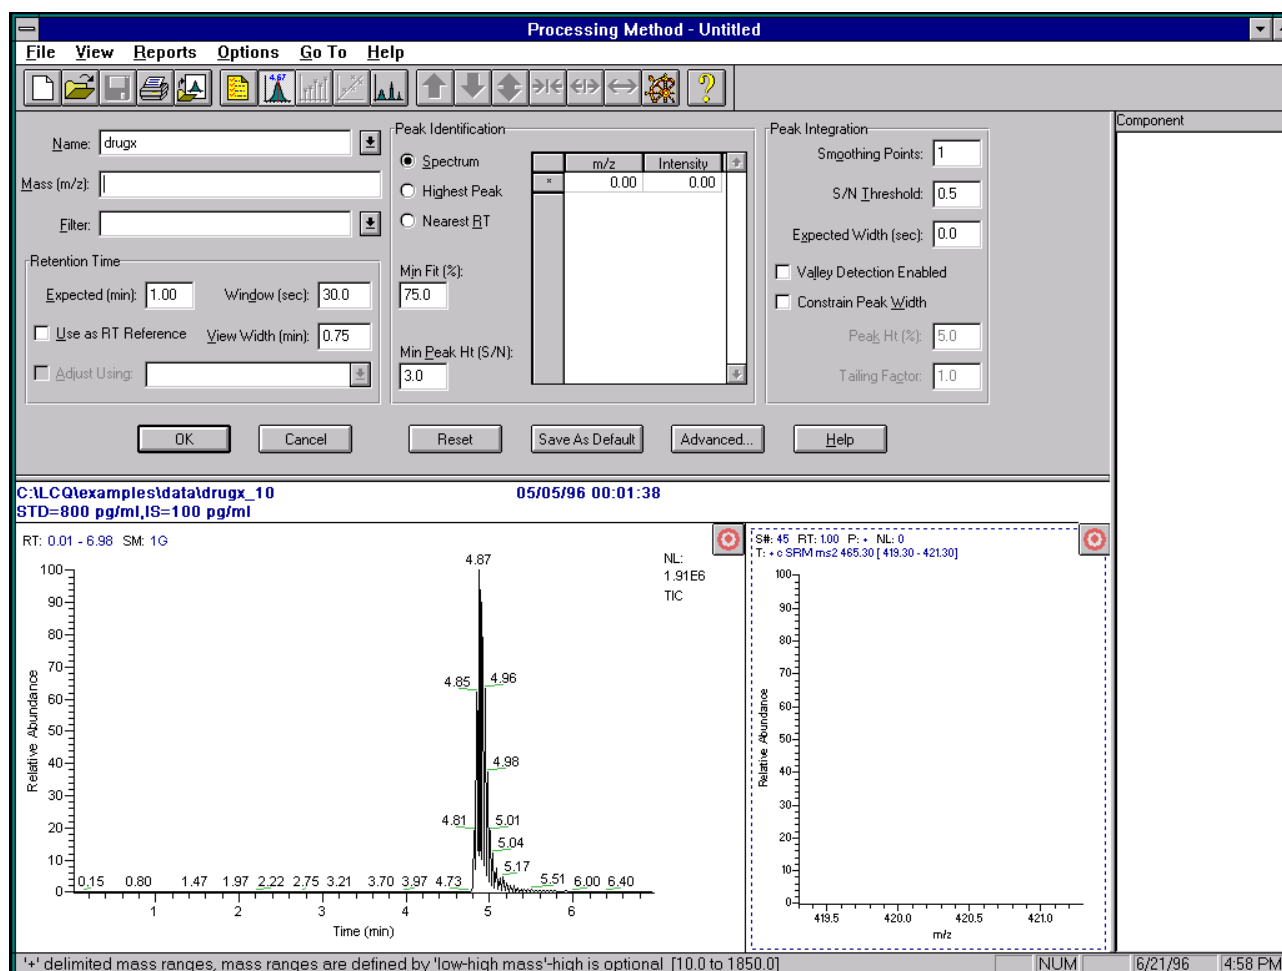 Processing Method - Untitled
File View Reports Options Go To Help
4.67
Name: drugx
Mass (m/z):
Filter:
Retention Time
Expected (min): 1.00 Window (sec): 30.0
Use as RT Reference View Width (min): 0.75
Adjust Using:
Peak Identification
Spectrum
Highest Peak
Nearest RT
Min Fit (%):
75.0
Min Peak Ht (S/N):
3.0
m/z Intensity
* 0.00 0.00
Peak Integration
Smoothing Points: 1
S/N Threshold: 0.5
Expected Width (sec): 0.0
Valley Detection Enabled
Constrain Peak Width
Peak Ht (%): 5.0
Tailing Factor: 1.0
Component
OK Cancel Reset Save As Default Advanced... Help
C:\LCQ\examples\data\drugx_10 05/05/96 00:01:38
STD=800 pg/ml,IS=100 pg/ml
RT: 0.01 - 6.98 SM: 1G
NL:
1.91E6
TIC
4.87
4.85 4.96
4.98
4.81 5.01
5.04
5.17
0.15 0.80 1.47 1.97 2.22 2.75 3.21 3.70 3.97 4.73 5.51 6.00 6.40
100
90
80
70
60
50
40
30
20
10
0
Relative Abundance
1 2 3 4 5 6
Time (min)
S#: 45 RT: 1.00 P: + NL: 0
T: + c SRM ms2 465.30 [ 419.30 - 421.30]
100
90
80
70
60
50
40
30
20
10
0
Relative Abundance
419.5 420.0 420.5 421.0
m/z
'+' delimited mass ranges, mass ranges are defined by 'low-high mass'-high is optional [10.0 to 1850.0] NUM 6/21/96 4:58 PM